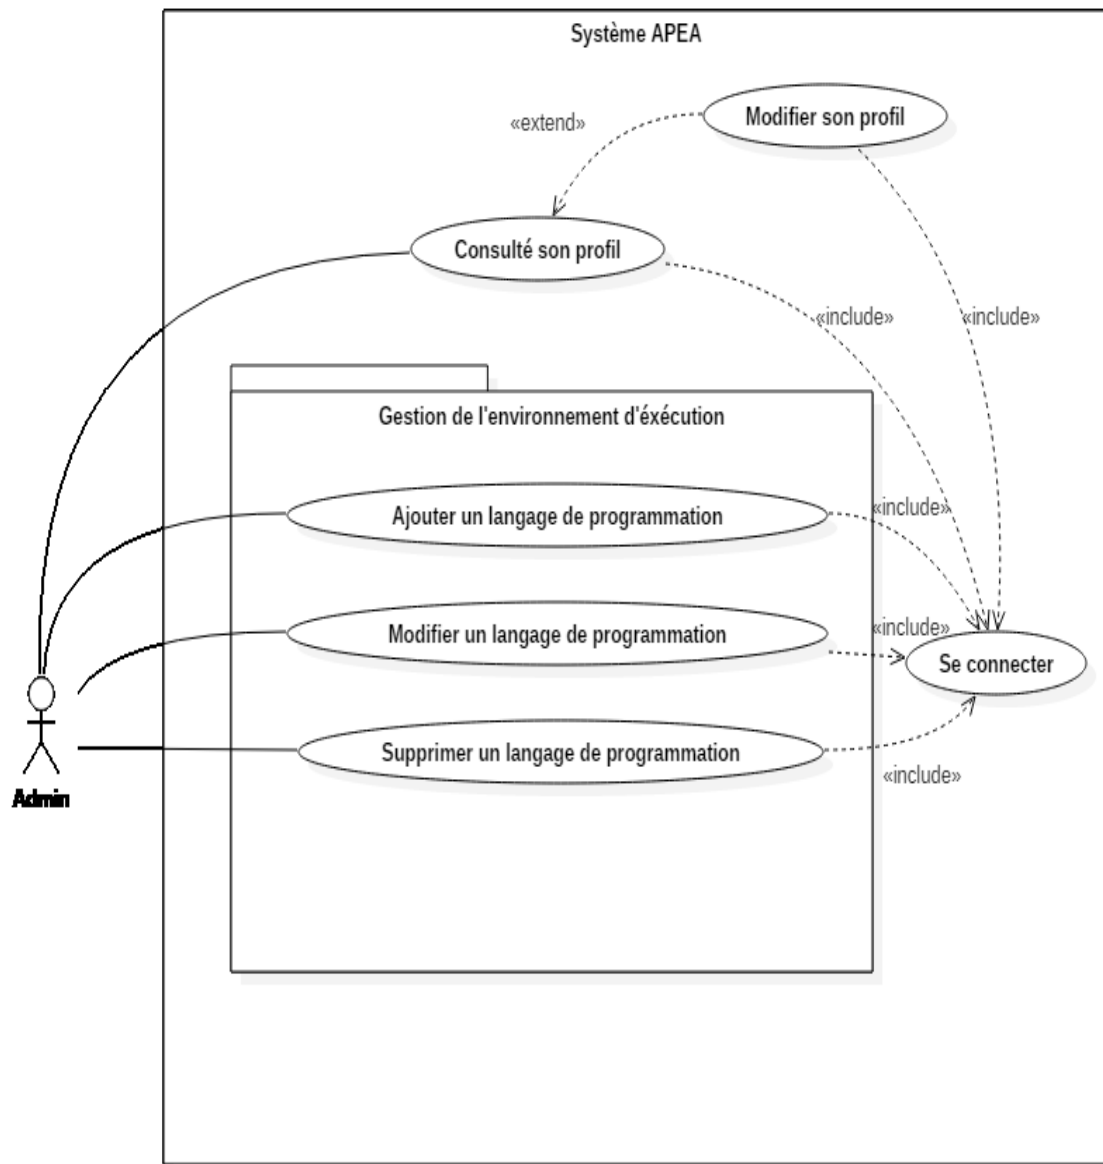 Système APEA
Modifier son profil
«extend»
Consulté son profil
«include»
«include»
Gestion de l'environnement d'éxécution
Ajouter un langage de programmation
«include»
Modifier un langage de programmation
«include»
Se connecter
Supprimer un langage de programmation
«include»
Admin